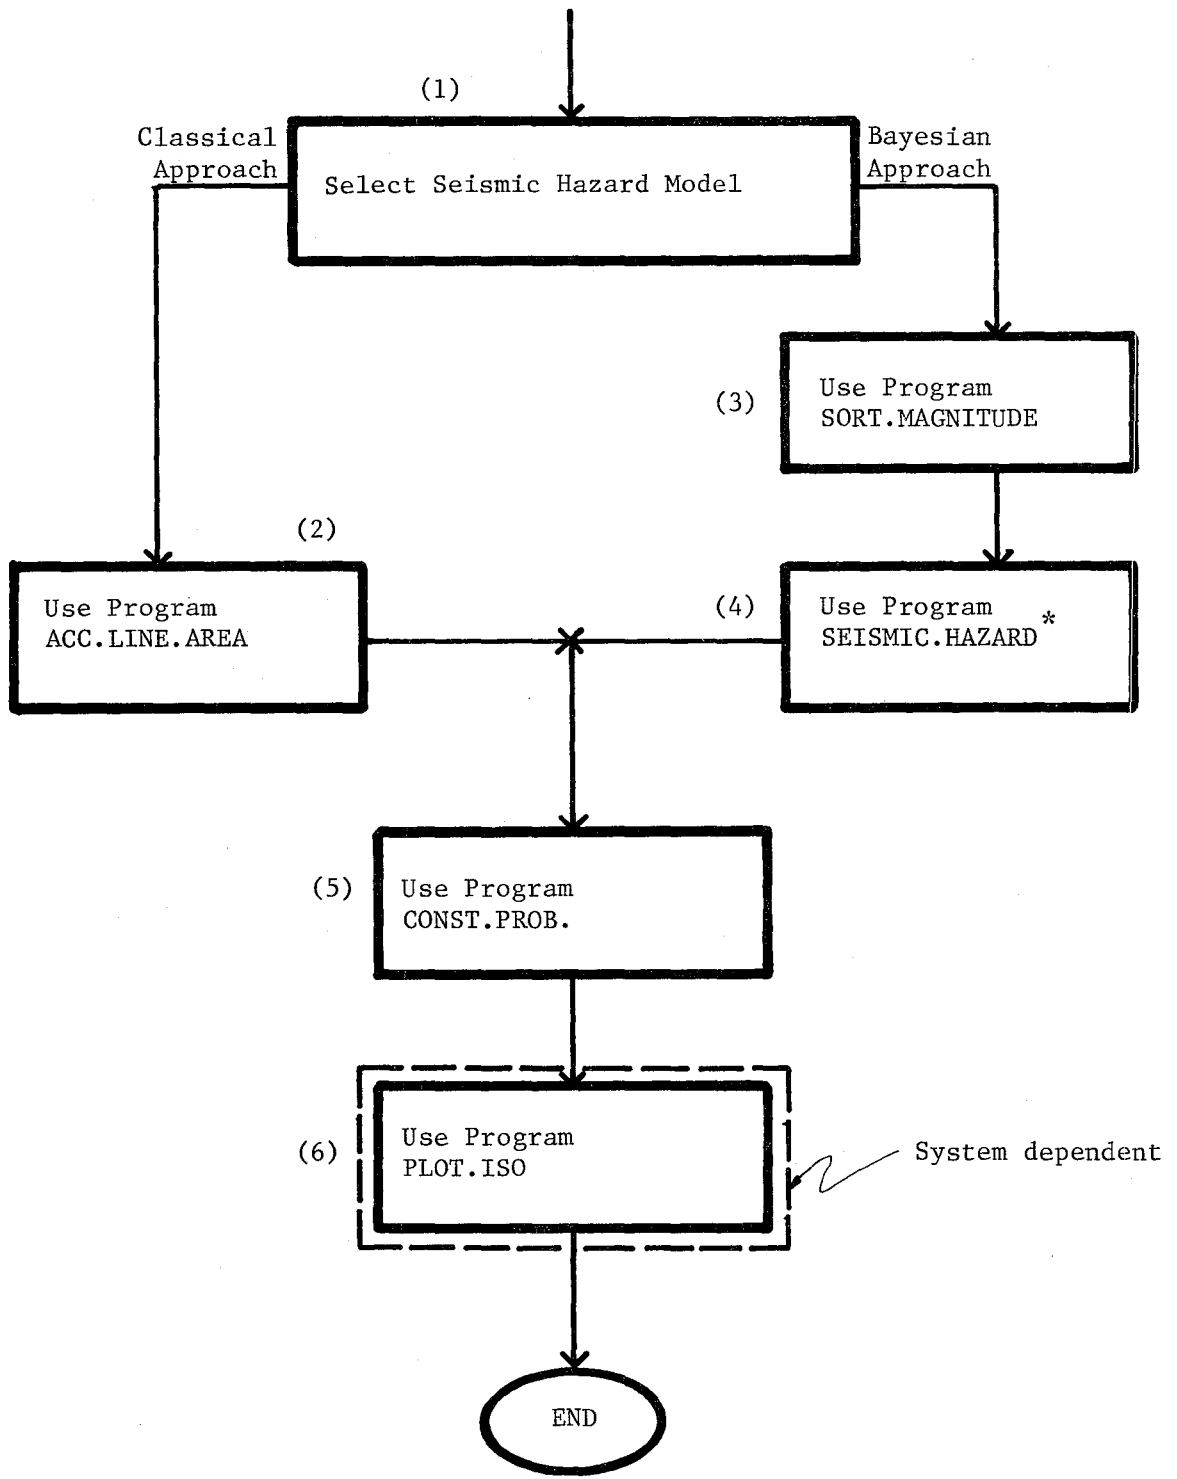 (1)
Classical
Approach
Select Seismic Hazard Model
Bayesian
Approach
(3)
Use Program
SORT.MAGNITUDE
(2)
Use Program
ACC.LINE.AREA
(4)
Use Program
SEISMIC.HAZARD*
(5)
Use Program
CONST.PROB.
(6)
Use Program
PLOT.ISO
System dependent
END